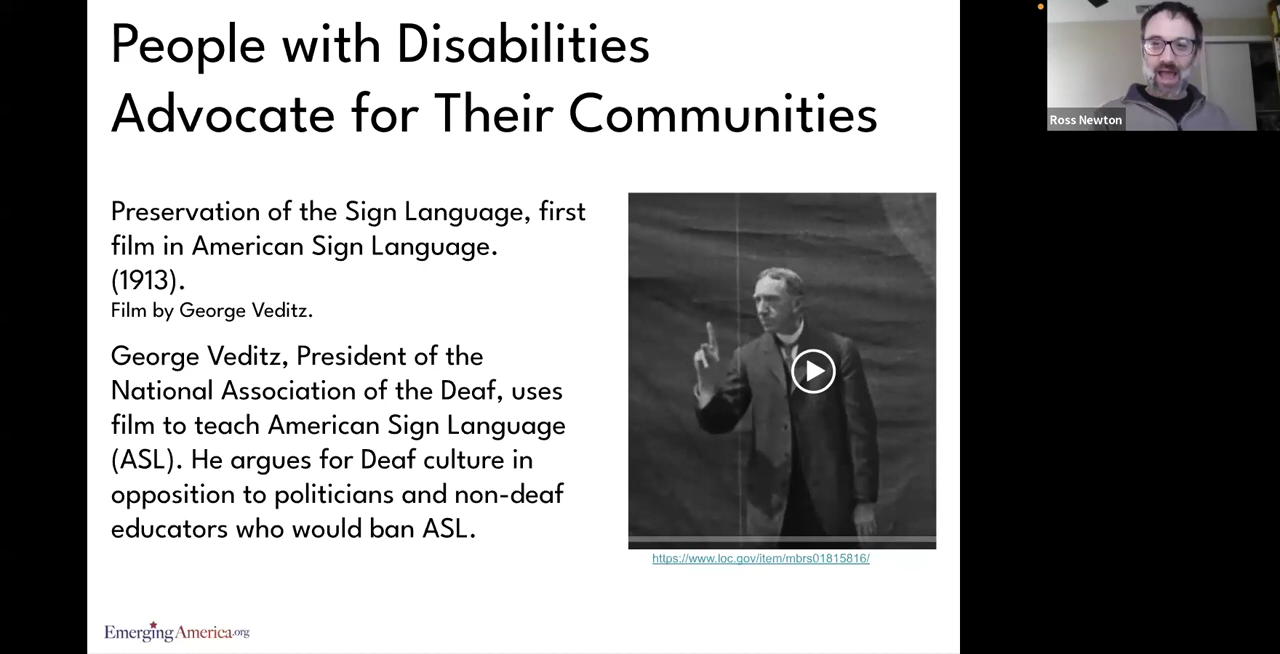 People with Disabilities
Advocate for Their Communities
Preservation of the Sign Language, first
film in American Sign Language.
(1913).
Film by George Veditz.
George Veditz, President of the
National Association of the Deaf, uses
film to teach American Sign Language
(ASL). He argues for Deaf culture in
opposition to politicians and non-deaf
educators who would ban ASL.
https://www.loc.gov/item/mbrs01815816/
EmergingAmerica.org
Ross Newton